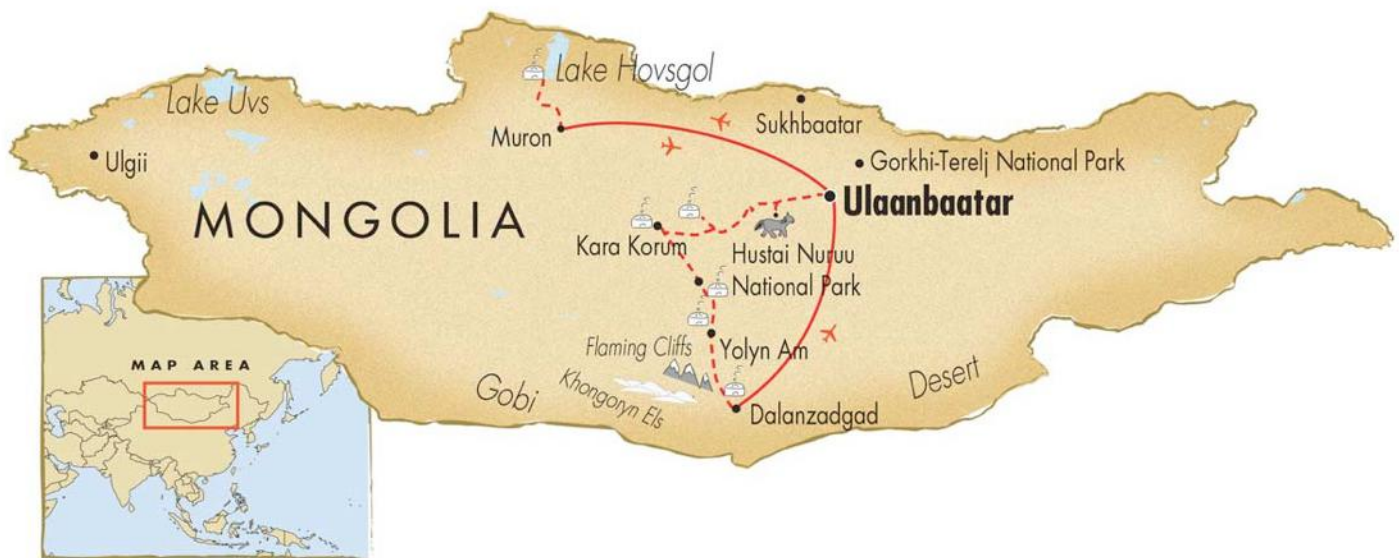 Lake Hovsgol
Lake Uvs
Sukhbaatar
Muron
Ulgii
Gorkhi-Terelj National Park
MONGOLIA
Ulaanbaatar
Kara Korum
Hustai Nuruu
National Park
Flaming Cliffs
Yolyn Am
MAP AREA
Khongoryn Els
Gobi
Desert
Dalanzadgad